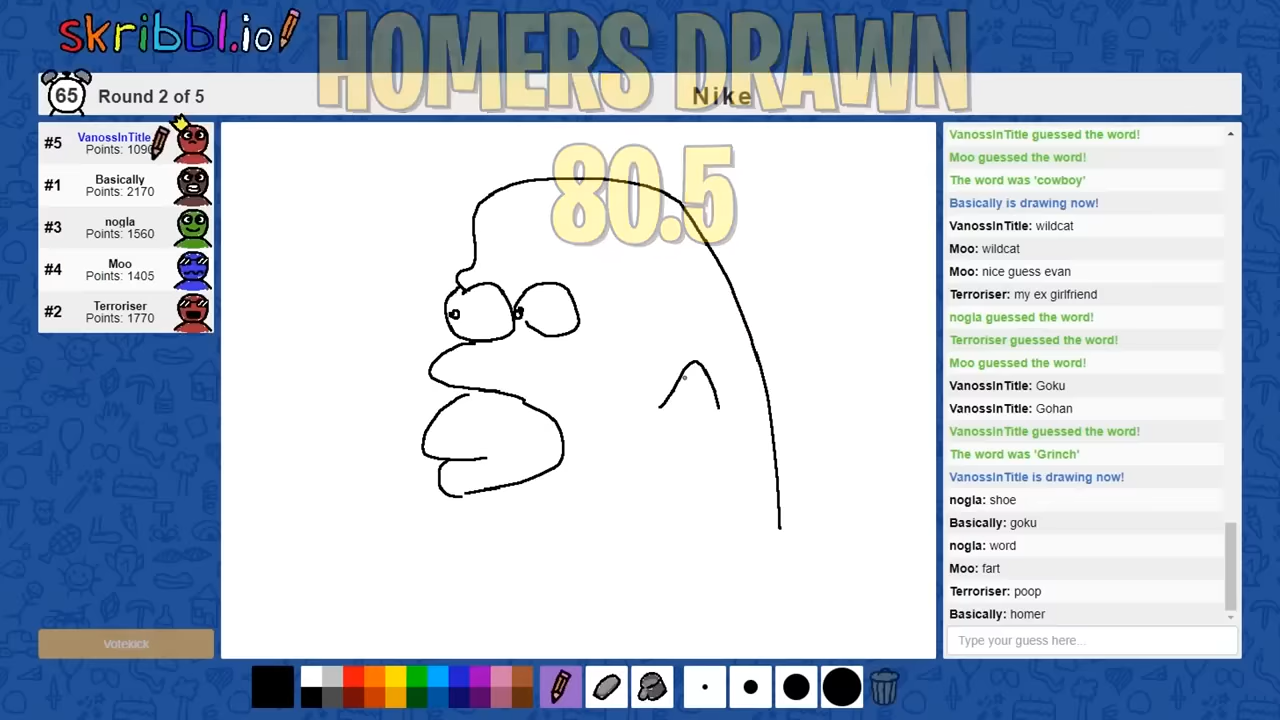 skribbl.io
HOMERS DRAWN
80.5
65
Round 2 of 5
Nike
#5
VanossInTitle
Points: 1090
#1
Basically
Points: 2170
#3
nogla
Points: 1560
#4
Moo
Points: 1405
#2
Terroriser
Points: 1770
Votekick
VanossInTitle guessed the word!
Moo guessed the word!
The word was 'cowboy'
Basically is drawing now!
VanossInTitle: wildcat
Moo: wildcat
Moo: nice guess evan
Terroriser: my ex girlfriend
nogla guessed the word!
Terroriser guessed the word!
Moo guessed the word!
VanossInTitle: Goku
VanossInTitle: Gohan
VanossInTitle guessed the word!
The word was 'Grinch'
VanossInTitle is drawing now!
nogla: shoe
Basically: goku
nogla: word
Moo: fart
Terroriser: poop
Basically: homer
Type your guess here...